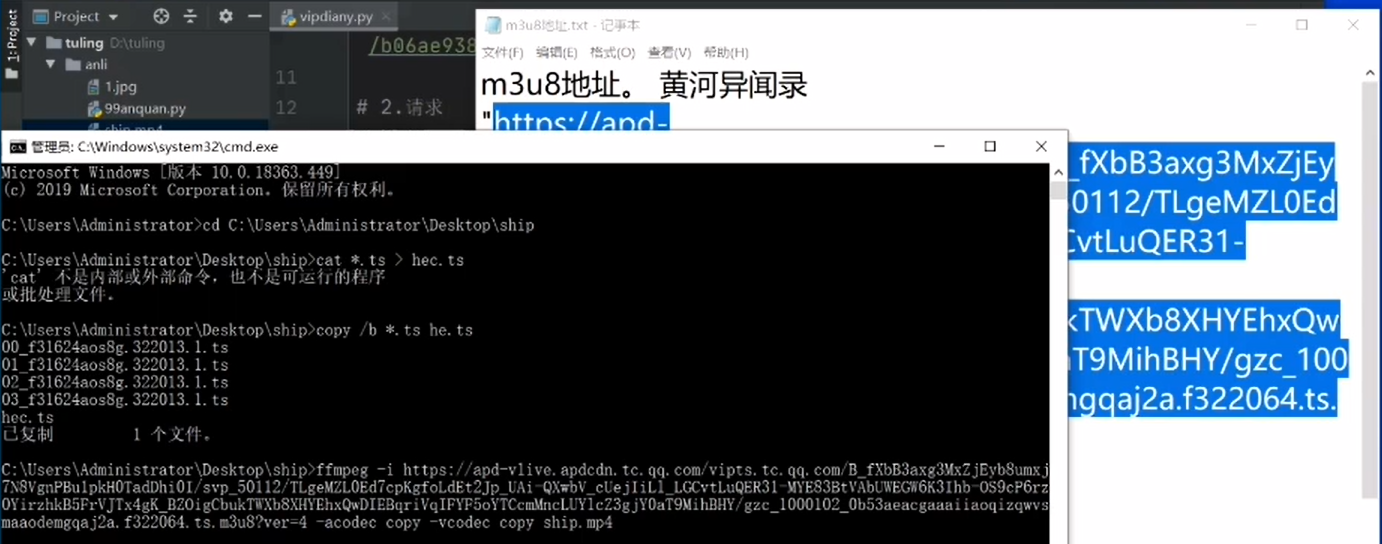 1: Project
Project
vipdiany.py
tuling D:\tuling
anli
1.jpg
99anquan.py
ship.mp4
/b06ae938
11
12
# 2.请求
m3u8地址.txt - 记事本
文件(F) 编辑(E) 格式(O) 查看(V) 帮助(H)
m3u8地址。 黄河异闻录
"https://apd-
_fXbB3axg3MxZjEy
0112/TLgeMZL0Ed
CvtLuQER31-
kTWXb8XHYEhxQw
T9MihBHY/gzc_100
mgqaj2a.f322064.ts.
管理员: C:\Windows\system32\cmd.exe
Microsoft Windows [版本 10.0.18363.449]
(c) 2019 Microsoft Corporation。保留所有权利。
C:\Users\Administrator>cd C:\Users\Administrator\Desktop\ship
C:\Users\Administrator\Desktop\ship>cat *.ts > hec.ts
'cat' 不是内部或外部命令，也不是可运行的程序
或批处理文件。
C:\Users\Administrator\Desktop\ship>copy /b *.ts he.ts
00_f31624aos8g.322013.1.ts
01_f31624aos8g.322013.1.ts
02_f31624aos8g.322013.1.ts
03_f31624aos8g.322013.1.ts
hec.ts
已复制 1 个文件。
C:\Users\Administrator\Desktop\ship>ffmpeg -i https://apd-vlive.apdcdn.tc.qq.com/vipts.tc.qq.com/B_fXbB3axg3MxZjEyb8umxj
7N8VgnPBulpkH0TadDhi0I/svp_50112/TLgeMZL0Ed7cpKgfoLdEt2Jp_UAi-QXwbV_cUejIiLl_LGCvtLuQER31-MYE83BtVAbUWEGW6K3Ihb-OS9cP6rz
0YirzhkB5FrVJTx4gK_BZOigCbukTWXb8XHYEhxQwDIEBqriVqIFYF5oYTCcmMncLUYlcZ3gjY0aT9MihBHY/gzc_1000102_0b53aeacgaaaiiaoqizqwvs
maaodemgqaj2a.f322064.ts.m3u8?ver=4 -acodec copy -vcodec copy ship.mp4